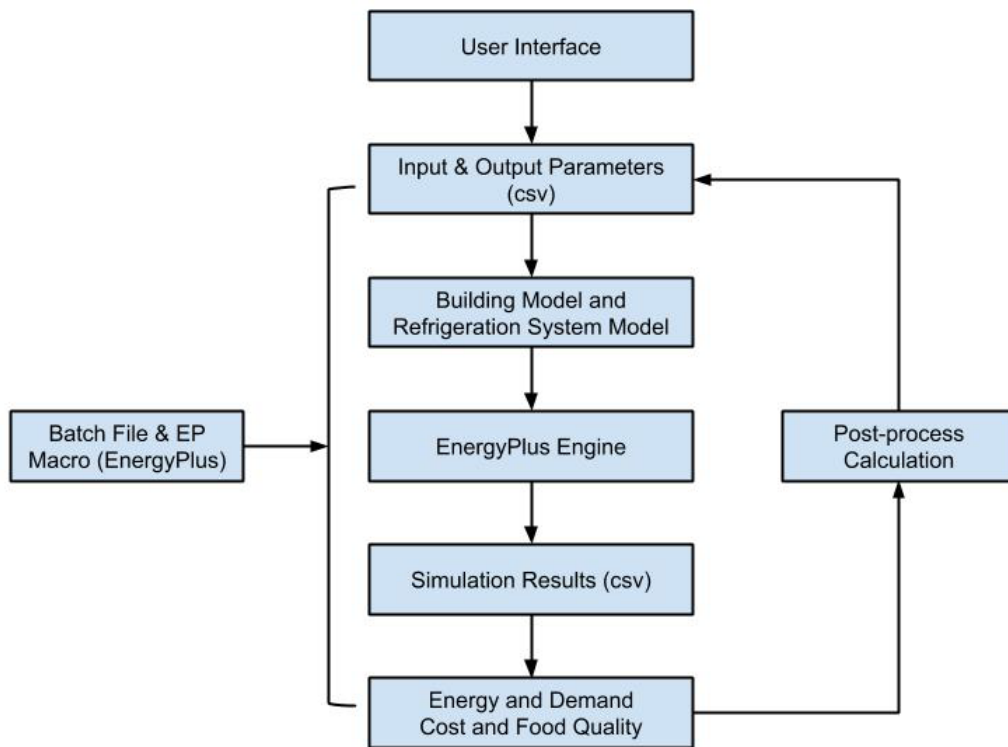 User Interface
Input & Output Parameters
(csv)
Building Model and
Refrigeration System Model
Batch File & EP
Macro (EnergyPlus)
EnergyPlus Engine
Post-process
Calculation
Simulation Results (csv)
Energy and Demand
Cost and Food Quality